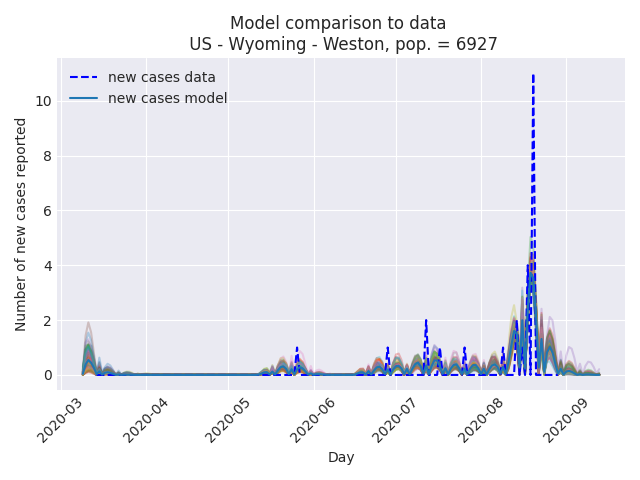 Model comparison to data
US - Wyoming - Weston, pop. = 6927
new cases data
new cases model
Number of new cases reported
10
8
6
4
2
0
2020-03
2020-04
2020-05
2020-06
2020-07
2020-08
2020-09
Day